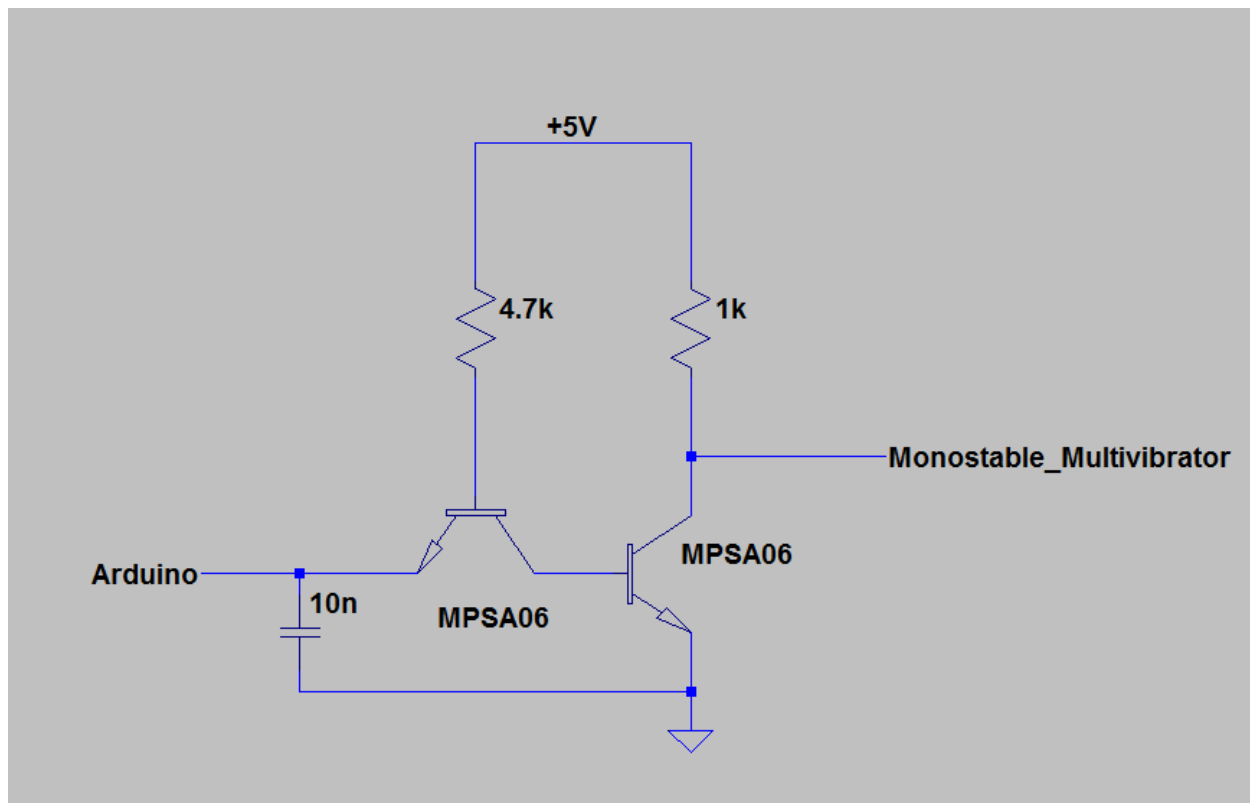 +5V
4.7k
1k
Monostable_Multivibrator
MPSA06
Arduino
10n
MPSA06